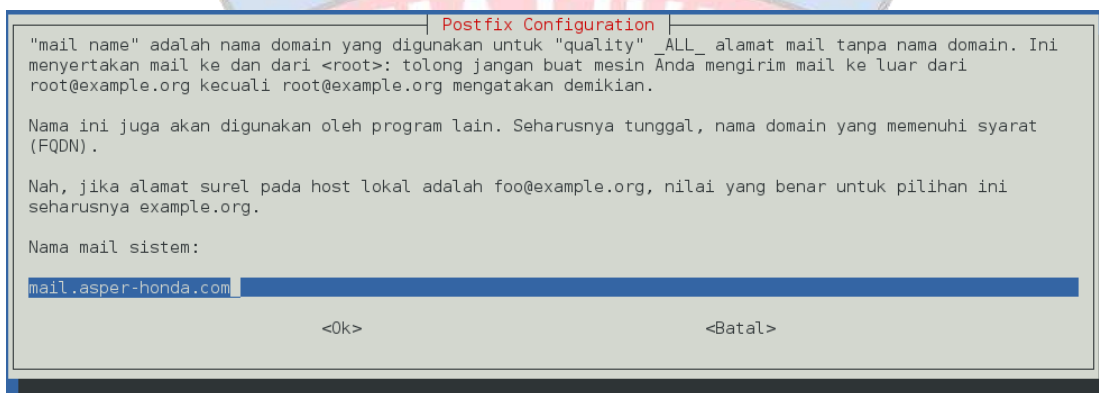 Postfix Configuration
"mail name" adalah nama domain yang digunakan untuk "quality" _ALL_ alamat mail tanpa nama domain. Ini
menyertakan mail ke dan dari <root>: tolong jangan buat mesin Anda mengirim mail ke luar dari
root@example.org kecuali root@example.org mengatakan demikian.
Nama ini juga akan digunakan oleh program lain. Seharusnya tunggal, nama domain yang memenuhi syarat
(FQDN).
Nah, jika alamat surel pada host lokal adalah foo@example.org, nilai yang benar untuk pilihan ini
seharusnya example.org.
Nama mail sistem:
mail.asper-honda.com_
<Ok> <Batal>